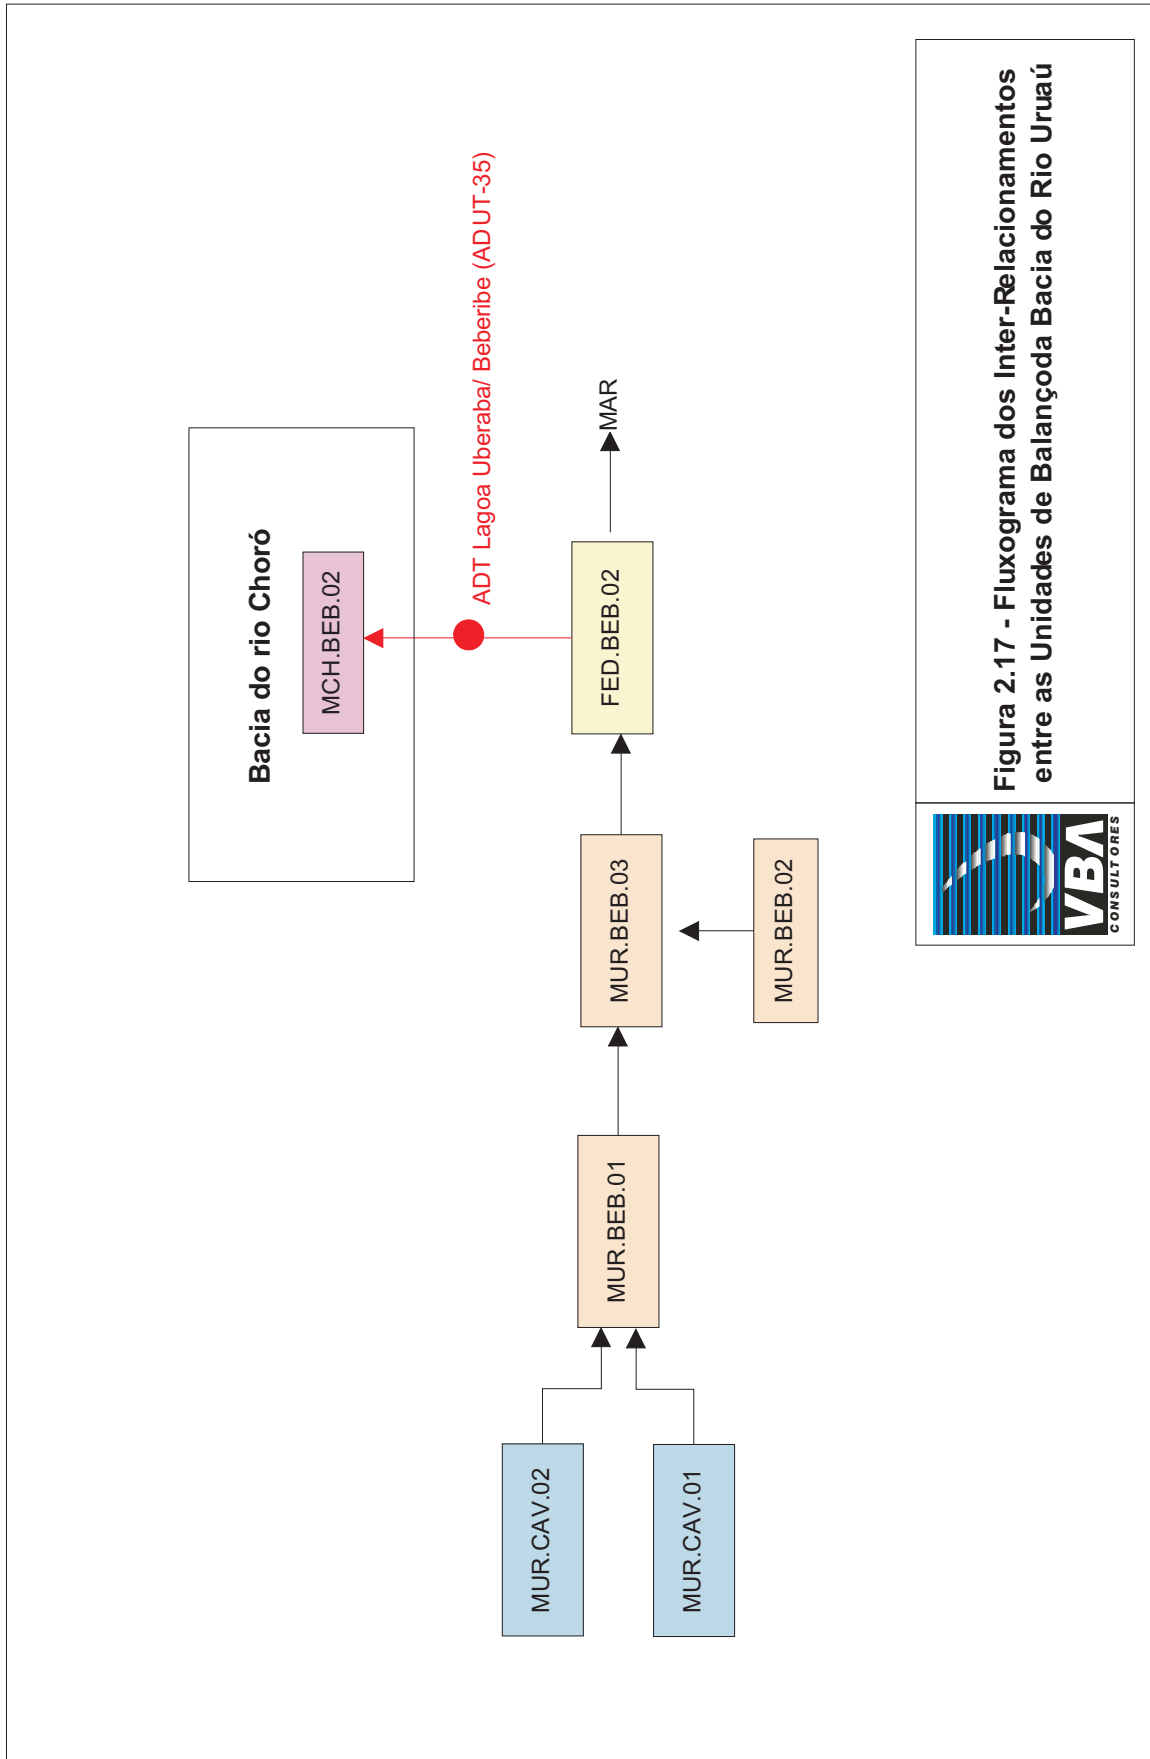 Bacia do rio Choró
MCH.BEB.02
ADT Lagoa Uberaba/ Beberibe (ADUT-35)
MUR.CAV.02
MUR.CAV.01
MUR.BEB.01
MUR.BEB.03
FED.BEB.02
MAR
MUR.BEB.02
VBA
CONSULTORES
Figura 2.17 - Fluxograma dos Inter-Relacionamentos
entre as Unidades de Balançoda Bacia do Rio Uruaú